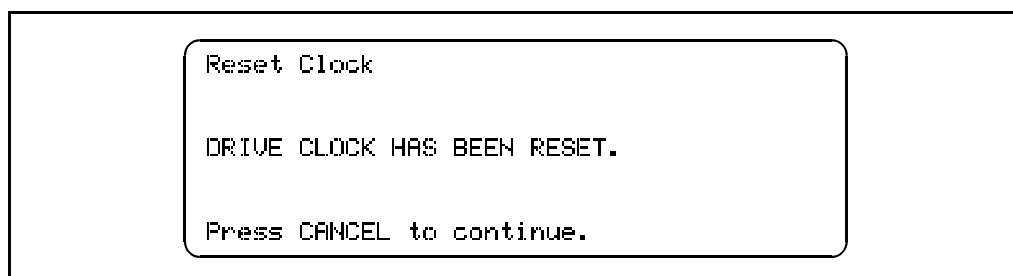 Reset Clock
DRIVE CLOCK HAS BEEN RESET.
Press CANCEL to continue.